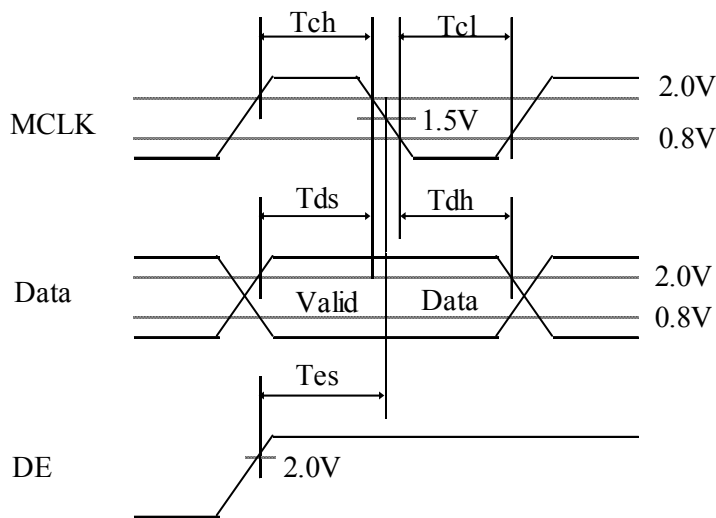 Tch Tcl
2.0V
MCLK 1.5V
0.8V
Tds Tdh
Data 2.0V
Valid Data
0.8V
Tes
DE 2.0V